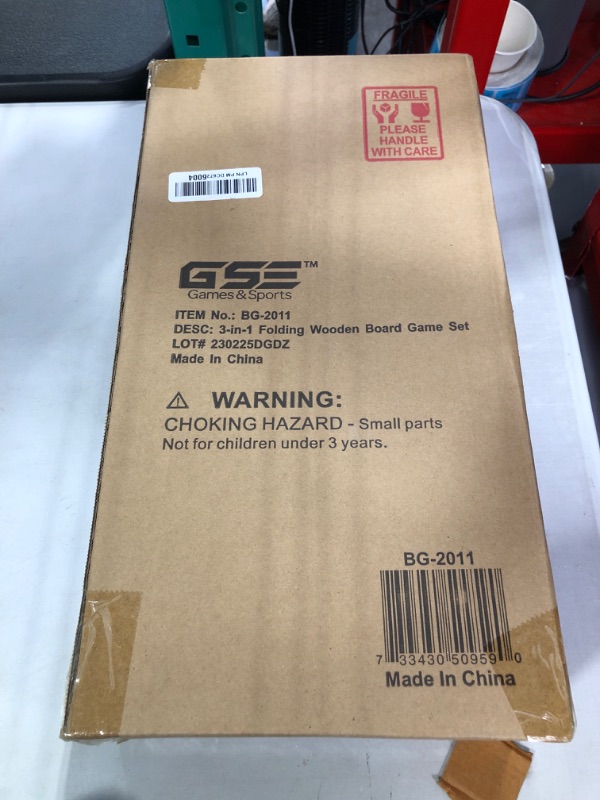 FRAGILE
PLEASE
HANDLE
WITH CARE
GSE™
Games & Sports
ITEM No.: BG-2011
DESC: 3-in-1 Folding Wooden Board Game Set
LOT# 230225DGDZ
Made In China
WARNING:
CHOKING HAZARD - Small parts
Not for children under 3 years.
BG-2011
7 33430 50959 0
Made In China